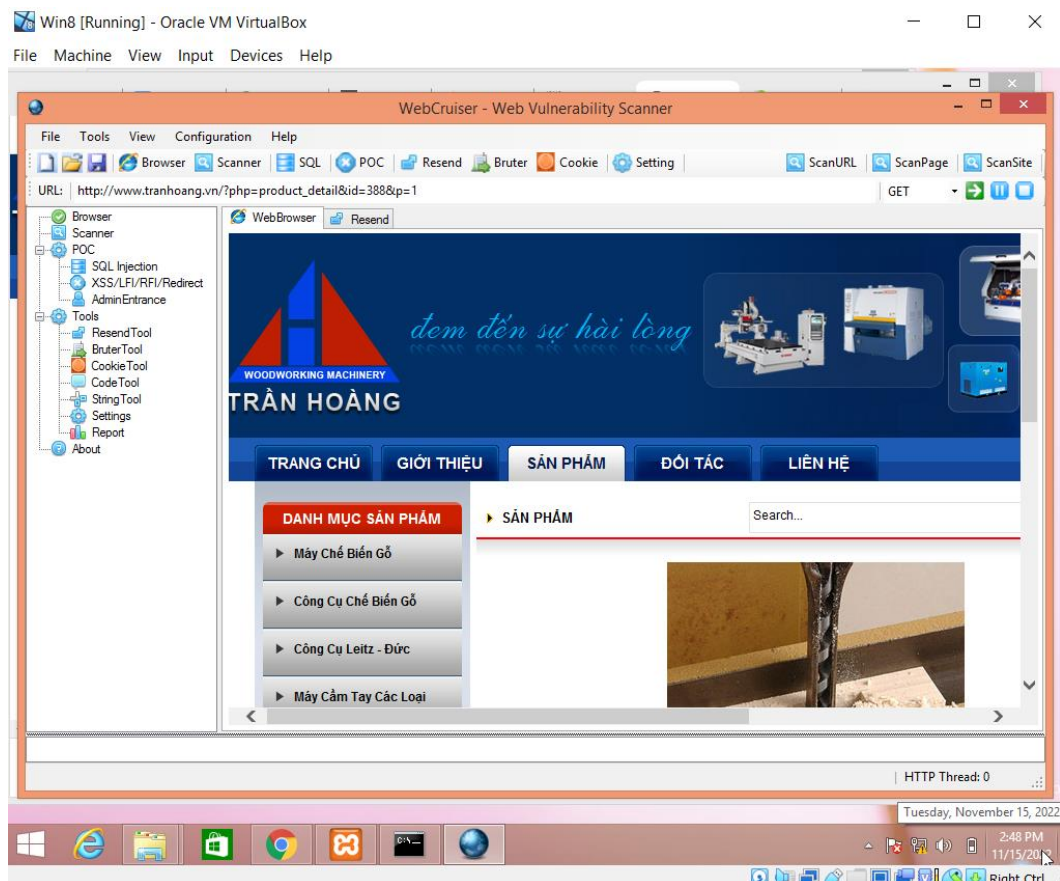 Win8 [Running] - Oracle VM VirtualBox
File Machine View Input Devices Help
WebCruiser - Web Vulnerability Scanner
File Tools View Configuration Help
Browser Scanner SQL POC Resend Bruter Cookie Setting ScanURL ScanPage ScanSite
URL: http://www.tranhoang.vn/?php=product_detail&id=388&p=1 GET
Browser
Scanner
POC
SQL Injection
XSS/LFI/RFI/Redirect
AdminEntrance
Tools
ResendTool
BruterTool
CookieTool
CodeTool
StringTool
Settings
Report
About
WebBrowser Resend
đem đến sự hài lòng
WOODWORKING MACHINERY
TRẦN HOÀNG
TRANG CHỦ GIỚI THIỆU SẢN PHẨM ĐỐI TÁC LIÊN HỆ
DANH MỤC SẢN PHẨM
Máy Chế Biến Gỗ
Công Cụ Chế Biến Gỗ
Công Cụ Leitz - Đức
Máy Cầm Tay Các Loại
SẢN PHẨM Search...
HTTP Thread: 0
Tuesday, November 15, 2022
2:48 PM
Right Ctrl